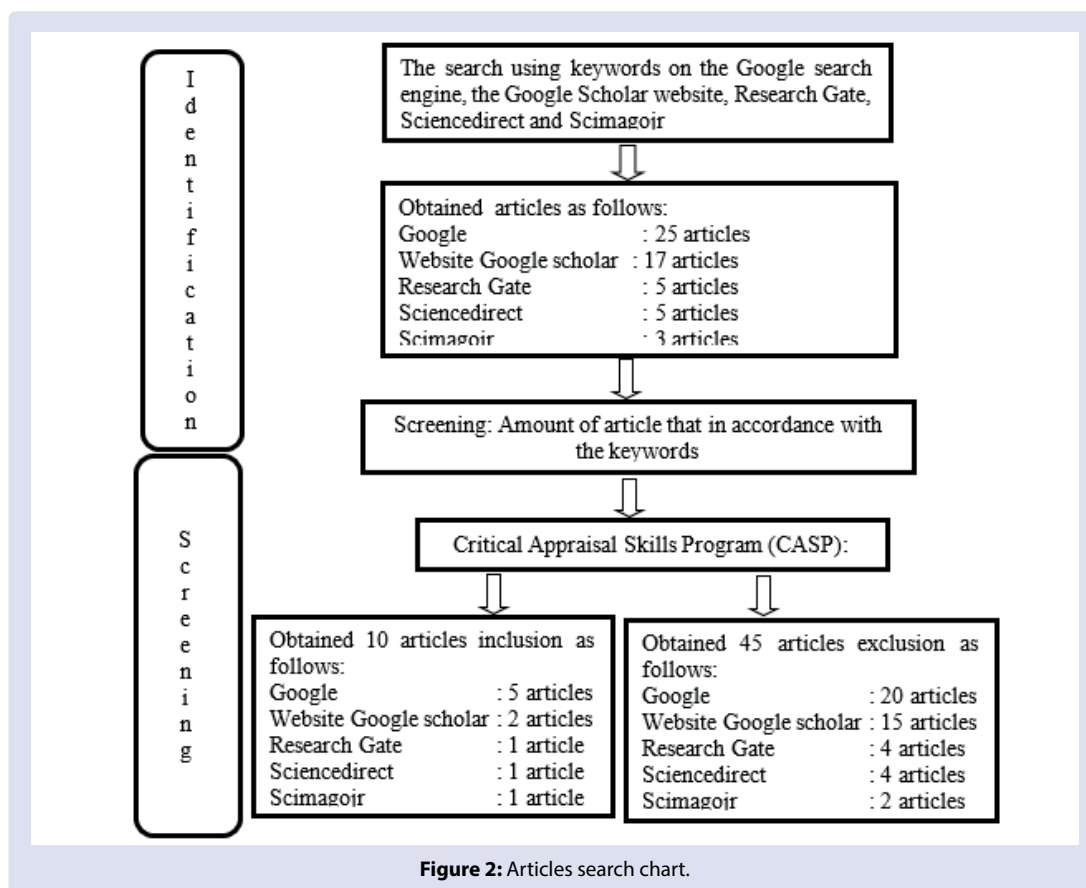 Identification
The search using keywords on the Google search
engine, the Google Scholar website, Research Gate,
Sciencedirect and Scimagojr
Obtained articles as follows:
Google : 25 articles
Website Google scholar : 17 articles
Research Gate : 5 articles
Sciencedirect : 5 articles
Scimagojr : 3 articles
Screening: Amount of article that in accordance with
the keywords
Screening
Critical Appraisal Skills Program (CASP):
Obtained 10 articles inclusion as
follows:
Google : 5 articles
Website Google scholar : 2 articles
Research Gate : 1 article
Sciencedirect : 1 article
Scimagojr : 1 article
Obtained 45 articles exclusion as
follows:
Google : 20 articles
Website Google scholar : 15 articles
Research Gate : 4 articles
Sciencedirect : 4 articles
Scimagojr : 2 articles
Figure 2: Articles search chart.